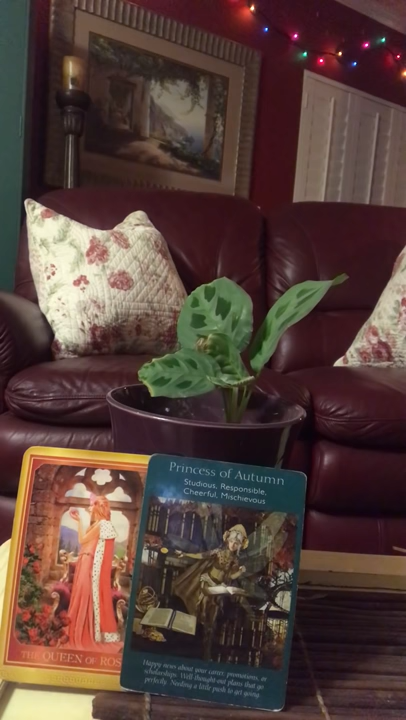 Princess of Autumn
Studious, Responsible,
Cheerful, Mischievous
THE QUEEN OF ROS
Happy news about your career, promotions, or
scholarships. Well thought-out plans that go
perfectly. Needing a little push to get going.